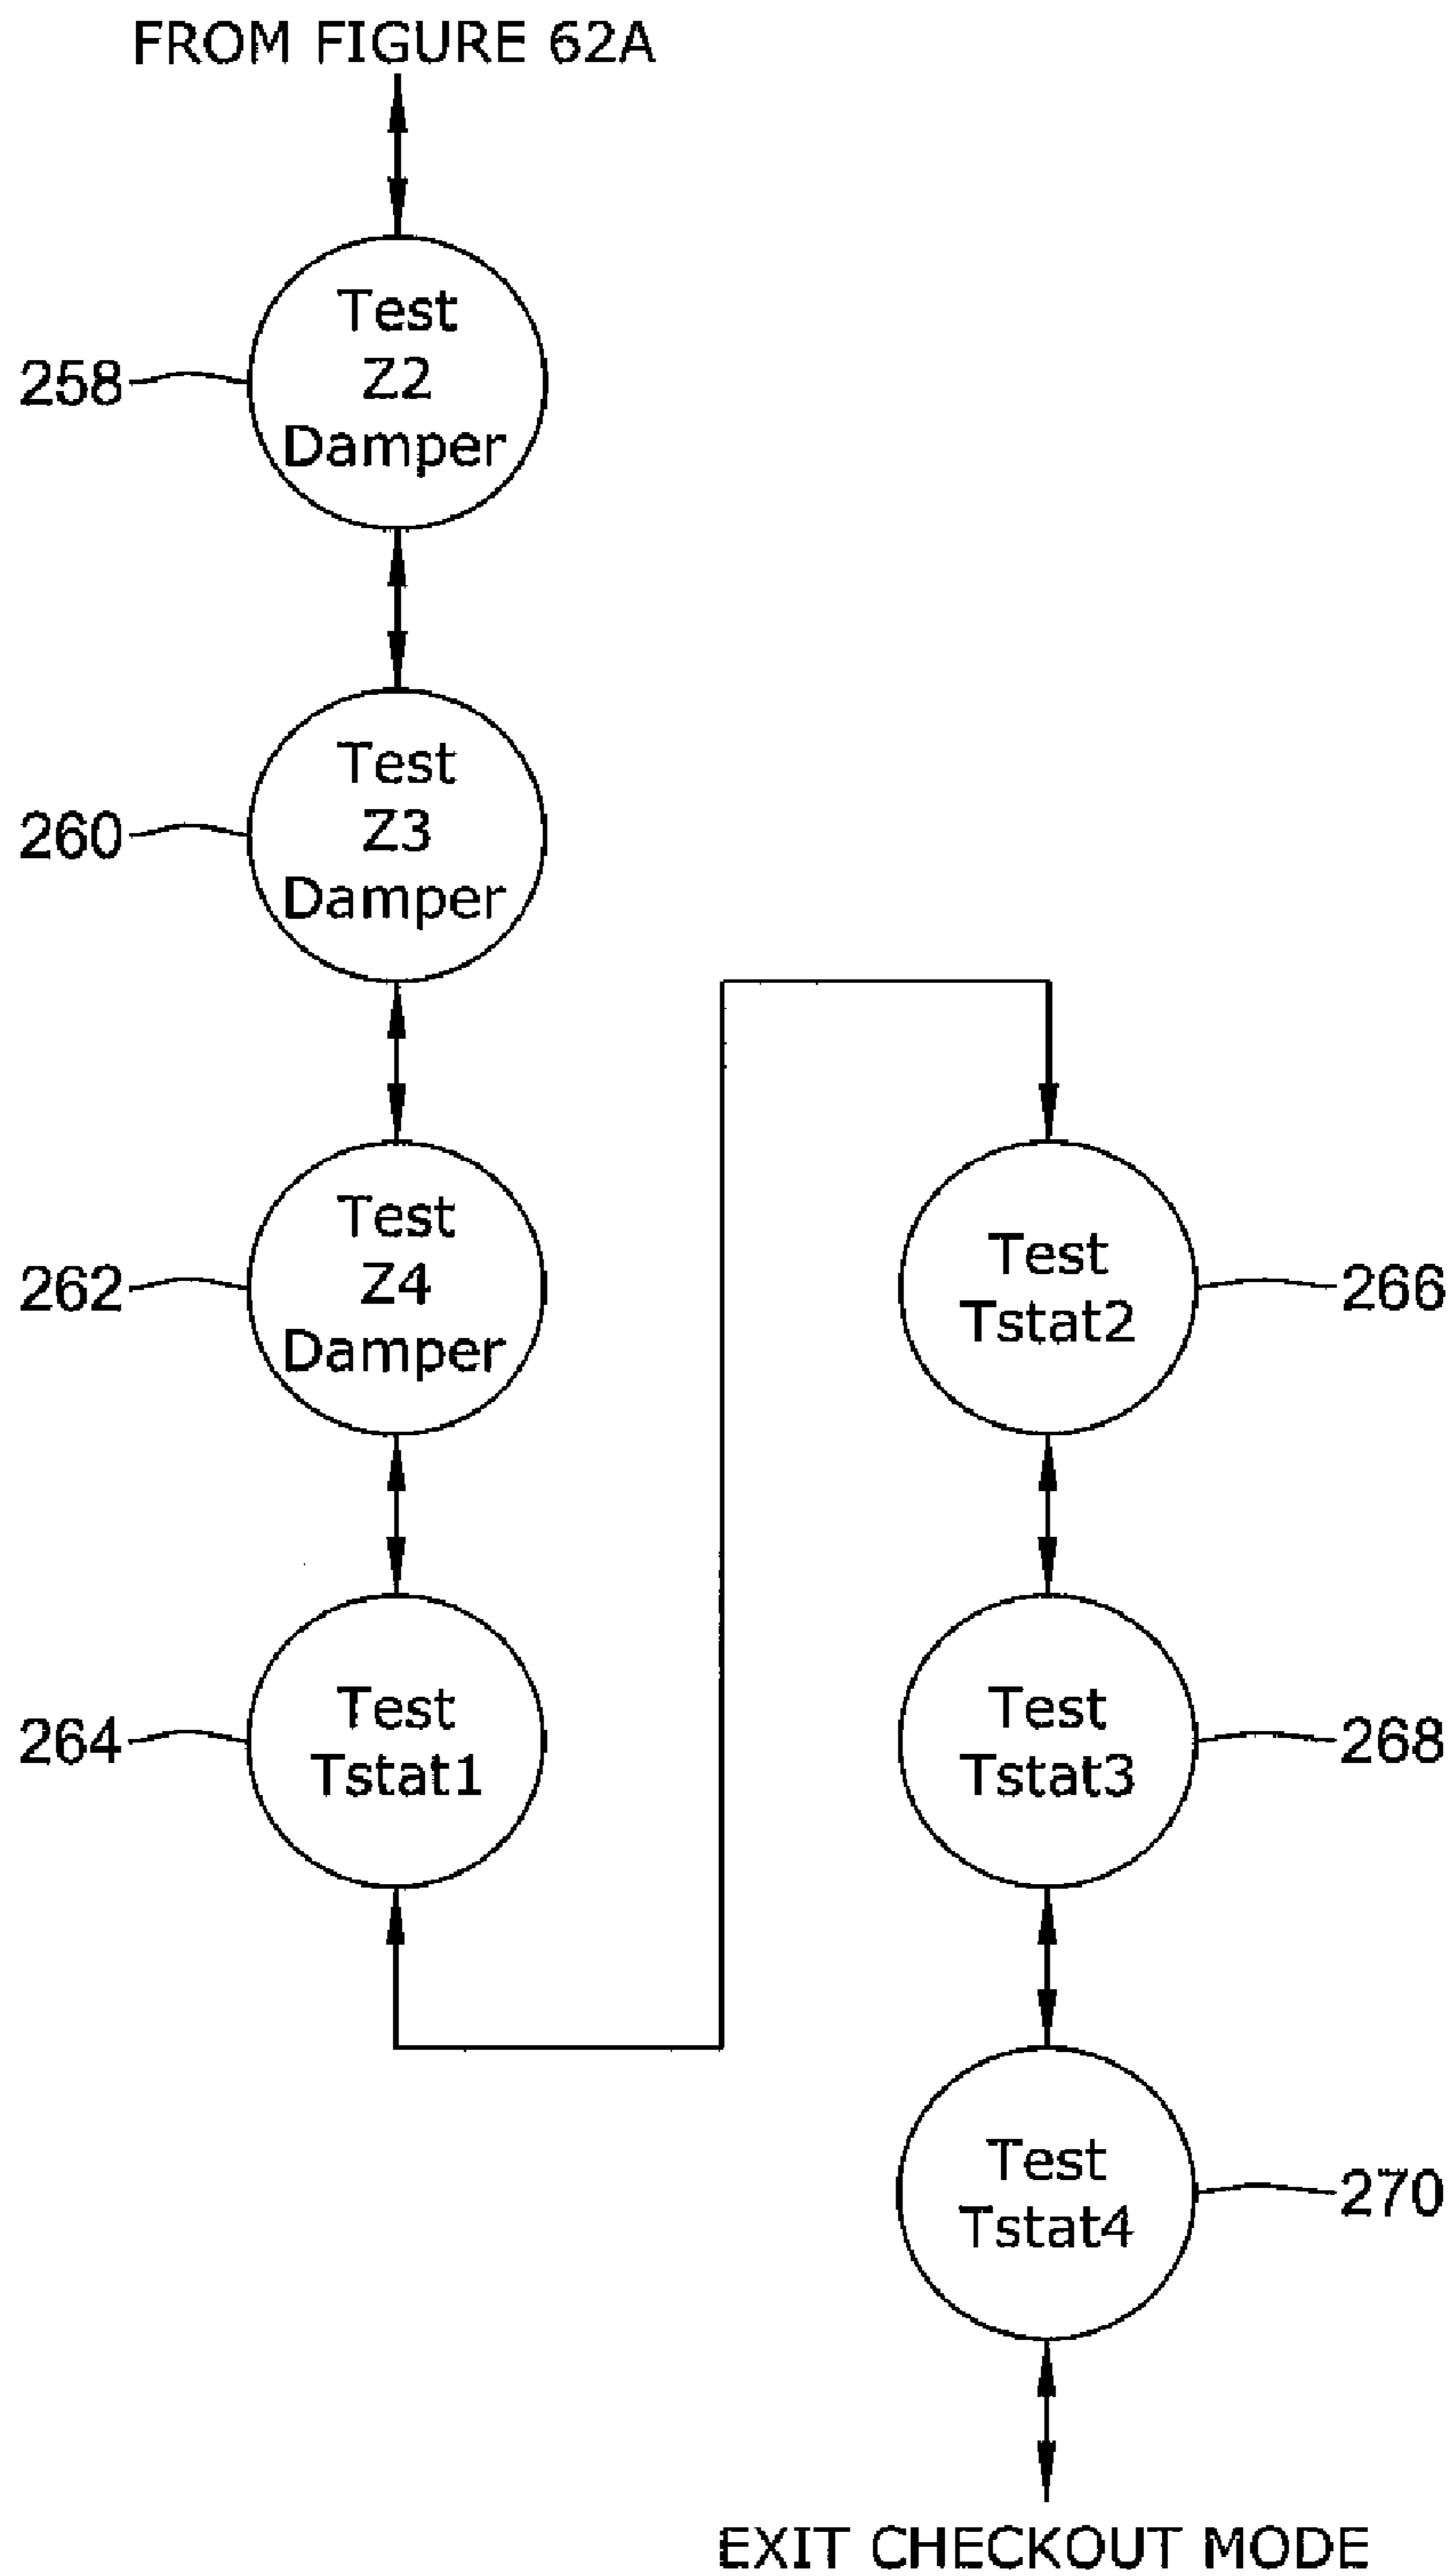 FROM FIGURE 62A
Test
Z2
Damper
258
Test
Z3
Damper
260
Test
Z4
Damper
262
Test
Tstat1
264
Test
Tstat2
266
Test
Tstat3
268
Test
Tstat4
270
EXIT CHECKOUT MODE